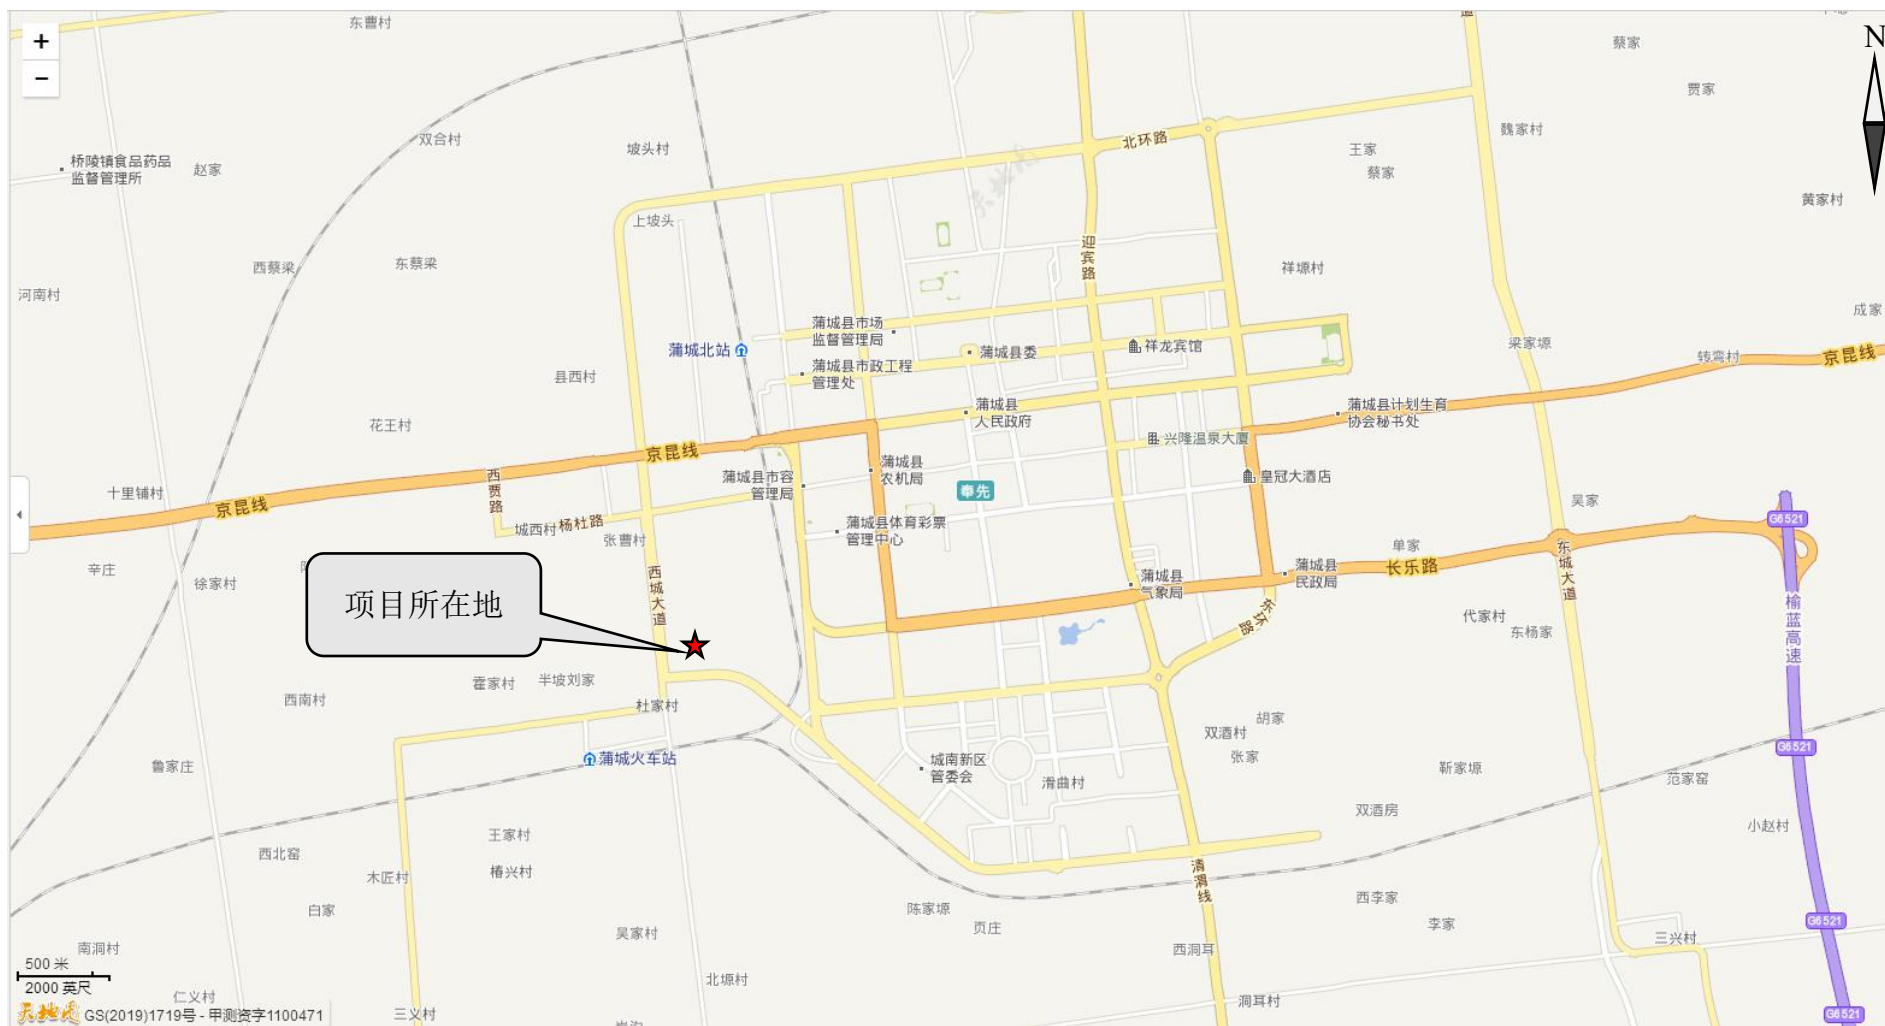 东曹村
+
−
双合村
坡头村
桥陵镇食品药品
监督管理所
赵家
上坡头
西蔡梁
东蔡梁
河南村
北环路
迎宾路
蔡家
贾家
魏家村
王家
蔡家
黄家村
祥塬村
成家
N
蒲城县市场
监督管理局
蒲城北站
蒲城县市政工程
管理处
蒲城县委
祥龙宾馆
梁家塬
转弯村
京昆线
县西村
花王村
蒲城县
人民政府
蒲城县计划生育
协会秘书处
兴隆温泉大厦
京昆线
西贾路
蒲城县市容
管理局
蒲城县
农机局
皇冠大酒店
奉先
十里铺村
京昆线
城西村
杨杜路
张曹村
蒲城县体育彩票
管理中心
吴家
G6521
单家
东城大道
辛庄
徐家村
西城大道
蒲城县
气象局
蒲城县
民政局
长乐路
项目所在地
东环路
代家村
东杨家
榆蓝高速
霍家村
半坡刘家
西南村
杜家村
双酒村
胡家
张家
鲁家庄
蒲城火车站
城南新区
管委会
滑曲村
靳家塬
G6521
范家窑
双酒房
小赵村
王家村
西北窑
椿兴村
木匠村
清渭线
白家
陈家塬
页庄
西李家
李家
G6521
吴家村
南洞村
西洞耳
三兴村
500 米
2000 英尺
北塬村
仁义村
洞耳村
三义村
天地图
GS(2019)1719号 - 甲测资字1100471
G6521
天地图